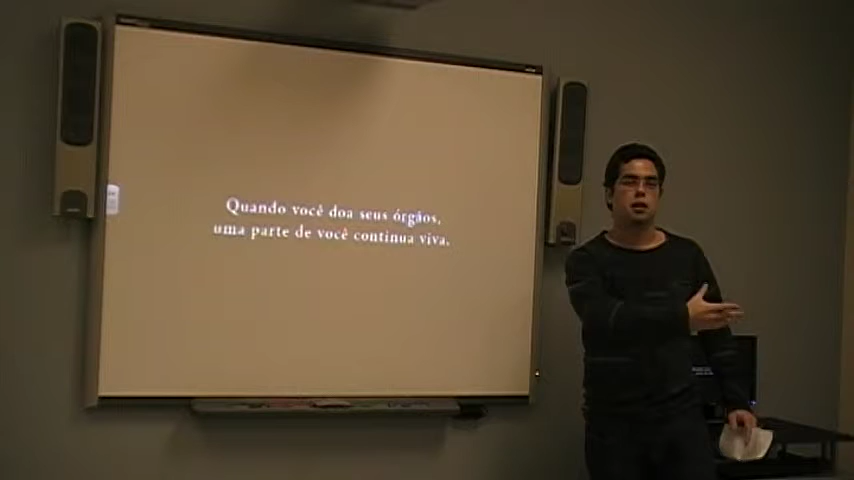 Quando você doa seus órgãos,
uma parte de você continua viva.